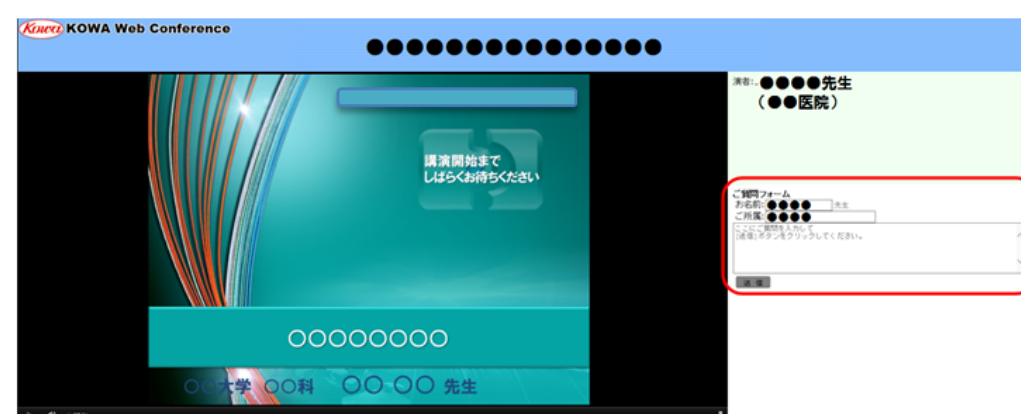 Kowa KOWA Web Conference
●●●●●●●●●●●●●●●
演者: ●●●●先生
(●●医院)
講演開始まで
しばらくお待ちください
ご質問フォーム
お名前: ●●●● 先生
ご所属: ●●●●
ここにご質問を入力して
[送信]ボタンをクリックしてください。
送 信
○○○○○○○○
○○大学 ○○科 ○○ ○○ 先生